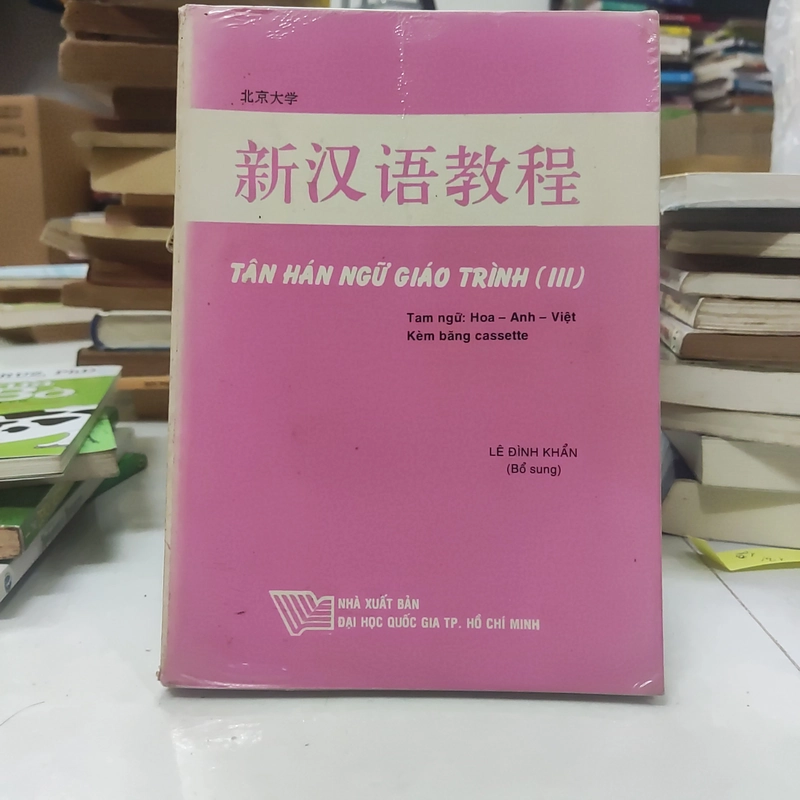 北京大学
新汉语教程
TÂN HÁN NGỮ GIÁO TRÌNH (III)
Tam ngữ: Hoa – Anh – Việt
Kèm băng cassette
LÊ ĐÌNH KHẨN
(Bổ sung)
NHÀ XUẤT BẢN
ĐẠI HỌC QUỐC GIA TP. HỒ CHÍ MINH